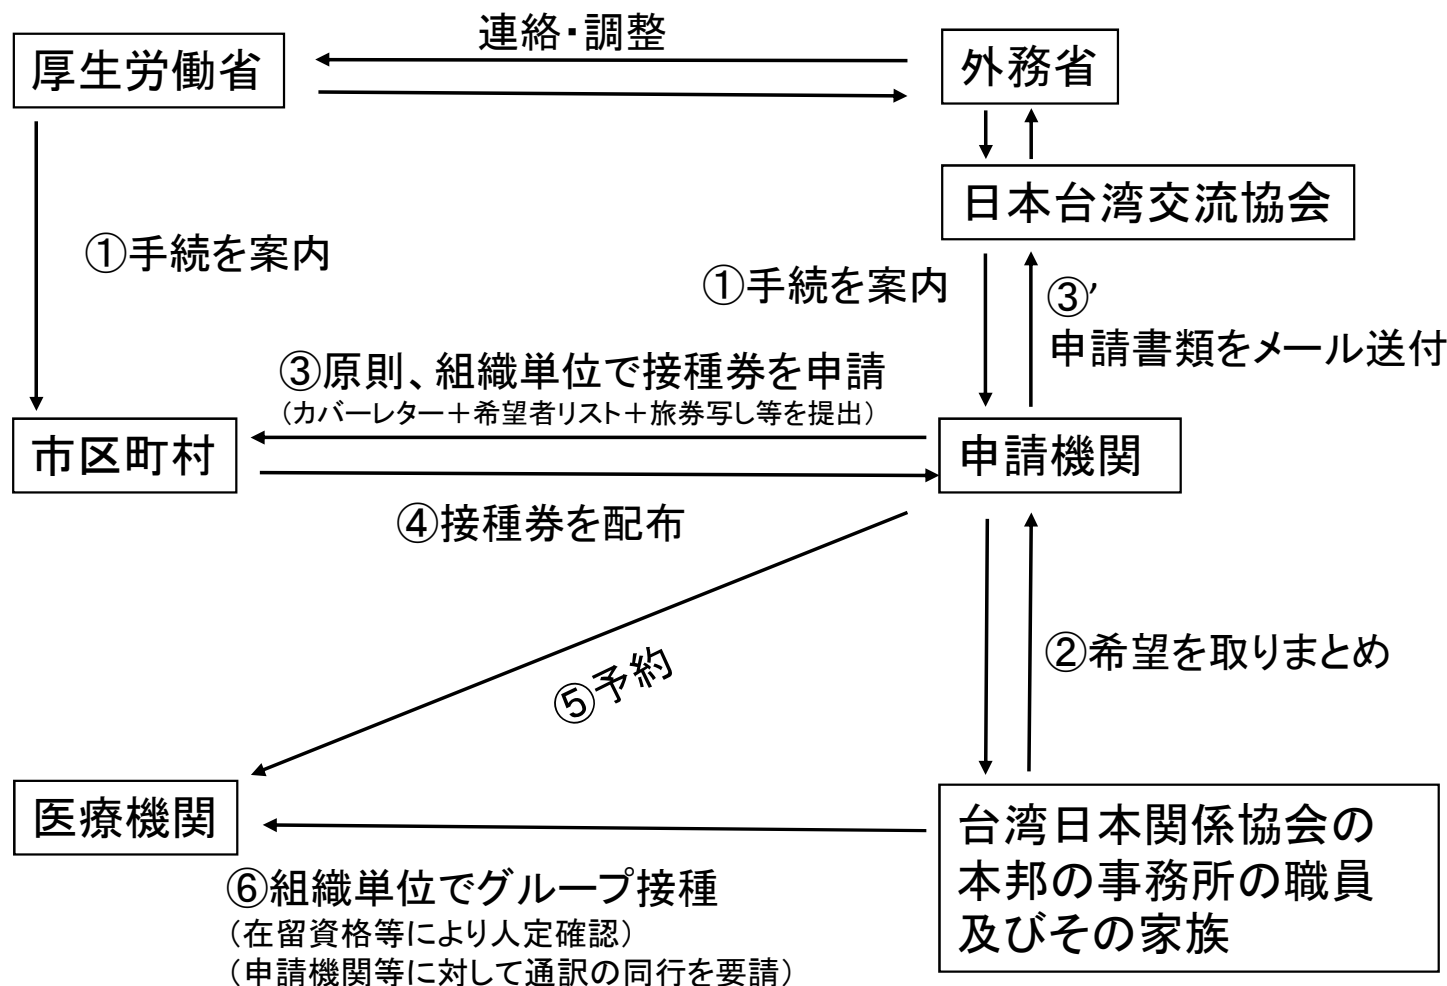 連絡・調整
厚生労働省
外務省
日本台湾交流協会
①手続を案内
①手続を案内
③’
申請書類をメール送付
③原則、組織単位で接種券を申請
（カバーレター＋希望者リスト＋旅券写し等を提出）
市区町村
申請機関
④接種券を配布
②希望を取りまとめ
⑤予約
医療機関
台湾日本関係協会の
本邦の事務所の職員
及びその家族
⑥組織単位でグループ接種
（在留資格等により人定確認）
（申請機関等に対して通訳の同行を要請）